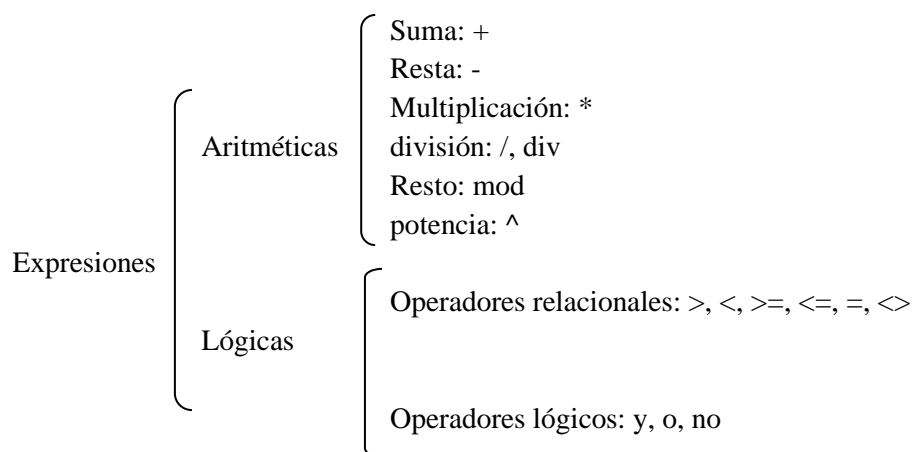 Suma: +
Resta: -
Multiplicación: *
Aritméticas
división: /, div
Resto: mod
potencia: ^
Expresiones
Operadores relacionales: >, <, >=, <=, =, <>
Lógicas
Operadores lógicos: y, o, no